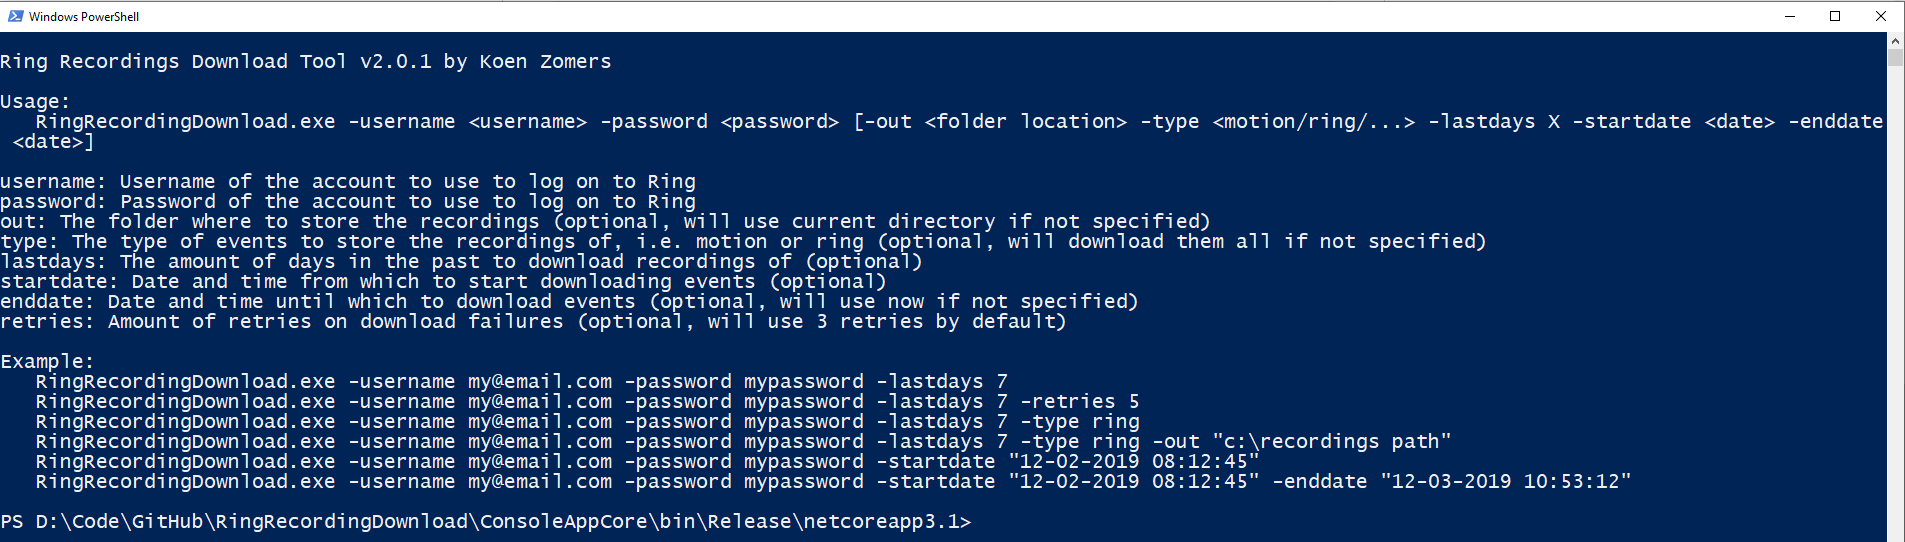 Windows PowerShell
Ring Recordings Download Tool v2.0.1 by Koen Zomers
Usage:
RingRecordingDownload.exe -username <username> -password <password> [-out <folder location> -type <motion/ring/...> -lastdays X -startdate <date> -enddate
<date>]
username: Username of the account to use to log on to Ring
password: Password of the account to use to log on to Ring
out: The folder where to store the recordings (optional, will use current directory if not specified)
type: The type of events to store the recordings of, i.e. motion or ring (optional, will download them all if not specified)
lastdays: The amount of days in the past to download recordings of (optional)
startdate: Date and time from which to start downloading events (optional)
enddate: Date and time until which to download events (optional, will use now if not specified)
retries: Amount of retries on download failures (optional, will use 3 retries by default)
Example:
RingRecordingDownload.exe -username my@email.com -password mypassword -lastdays 7
RingRecordingDownload.exe -username my@email.com -password mypassword -lastdays 7 -retries 5
RingRecordingDownload.exe -username my@email.com -password mypassword -lastdays 7 -type ring
RingRecordingDownload.exe -username my@email.com -password mypassword -lastdays 7 -type ring -out "c:\recordings path"
RingRecordingDownload.exe -username my@email.com -password mypassword -startdate "12-02-2019 08:12:45"
RingRecordingDownload.exe -username my@email.com -password mypassword -startdate "12-02-2019 08:12:45" -enddate "12-03-2019 10:53:12"
PS D:\Code\GitHub\RingRecordingDownload\ConsoleAppCore\bin\Release\netcoreapp3.1>